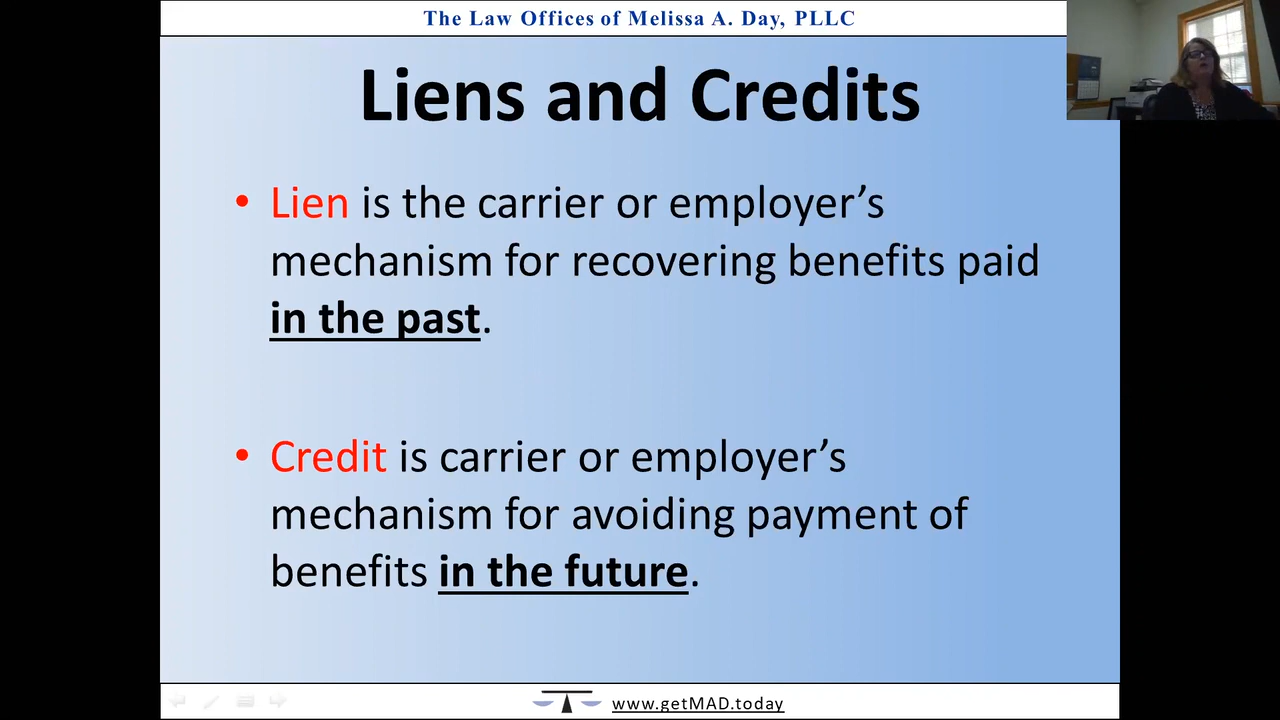 The Law Offices of Melissa A. Day, PLLC
Liens and Credits
• Lien is the carrier or employer’s
mechanism for recovering benefits paid
in the past.
• Credit is carrier or employer’s
mechanism for avoiding payment of
benefits in the future.
www.getMAD.today